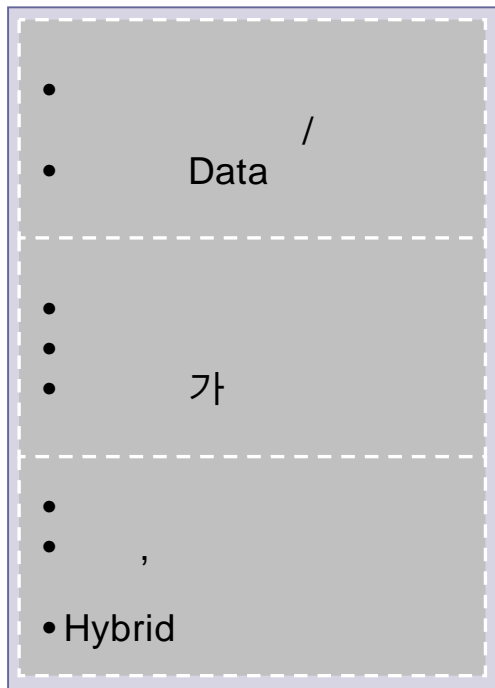 •
/
• Data
•
•
• 가
•
• ,
• Hybrid